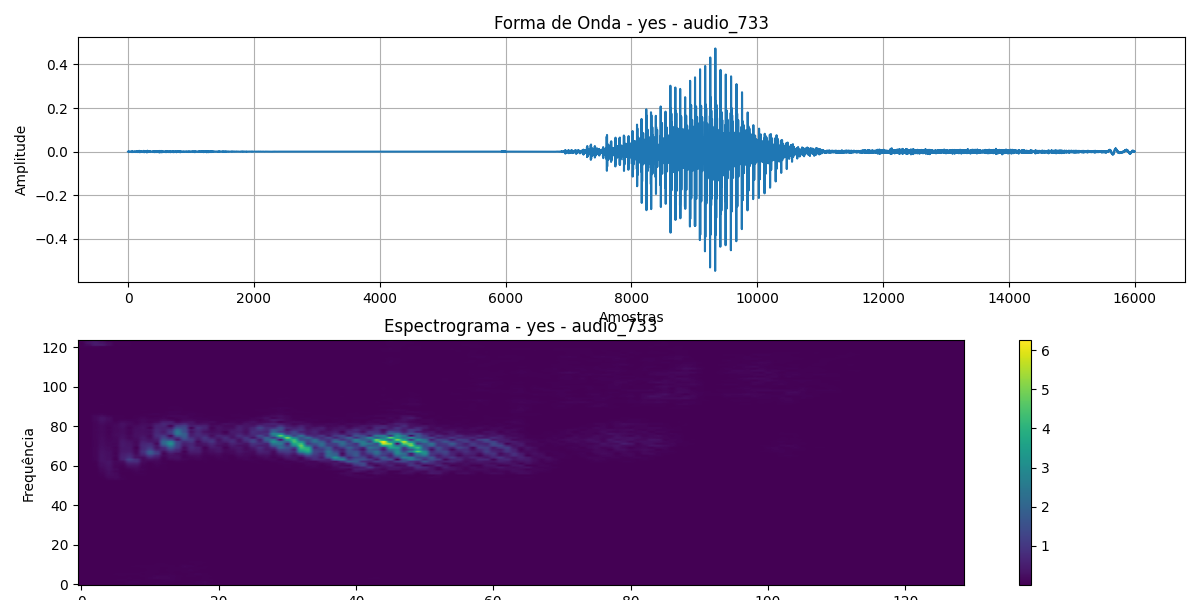 Forma de Onda - yes - audio_733
Amplitude
0.4
0.2
0.0
−0.2
−0.4
0 2000 4000 6000 8000 10000 12000 14000 16000
Amostras
Espectrograma - yes - audio_733
Frequência
120
100
80
60
40
20
0
0 20 40 60 80 100 120
6
5
4
3
2
1